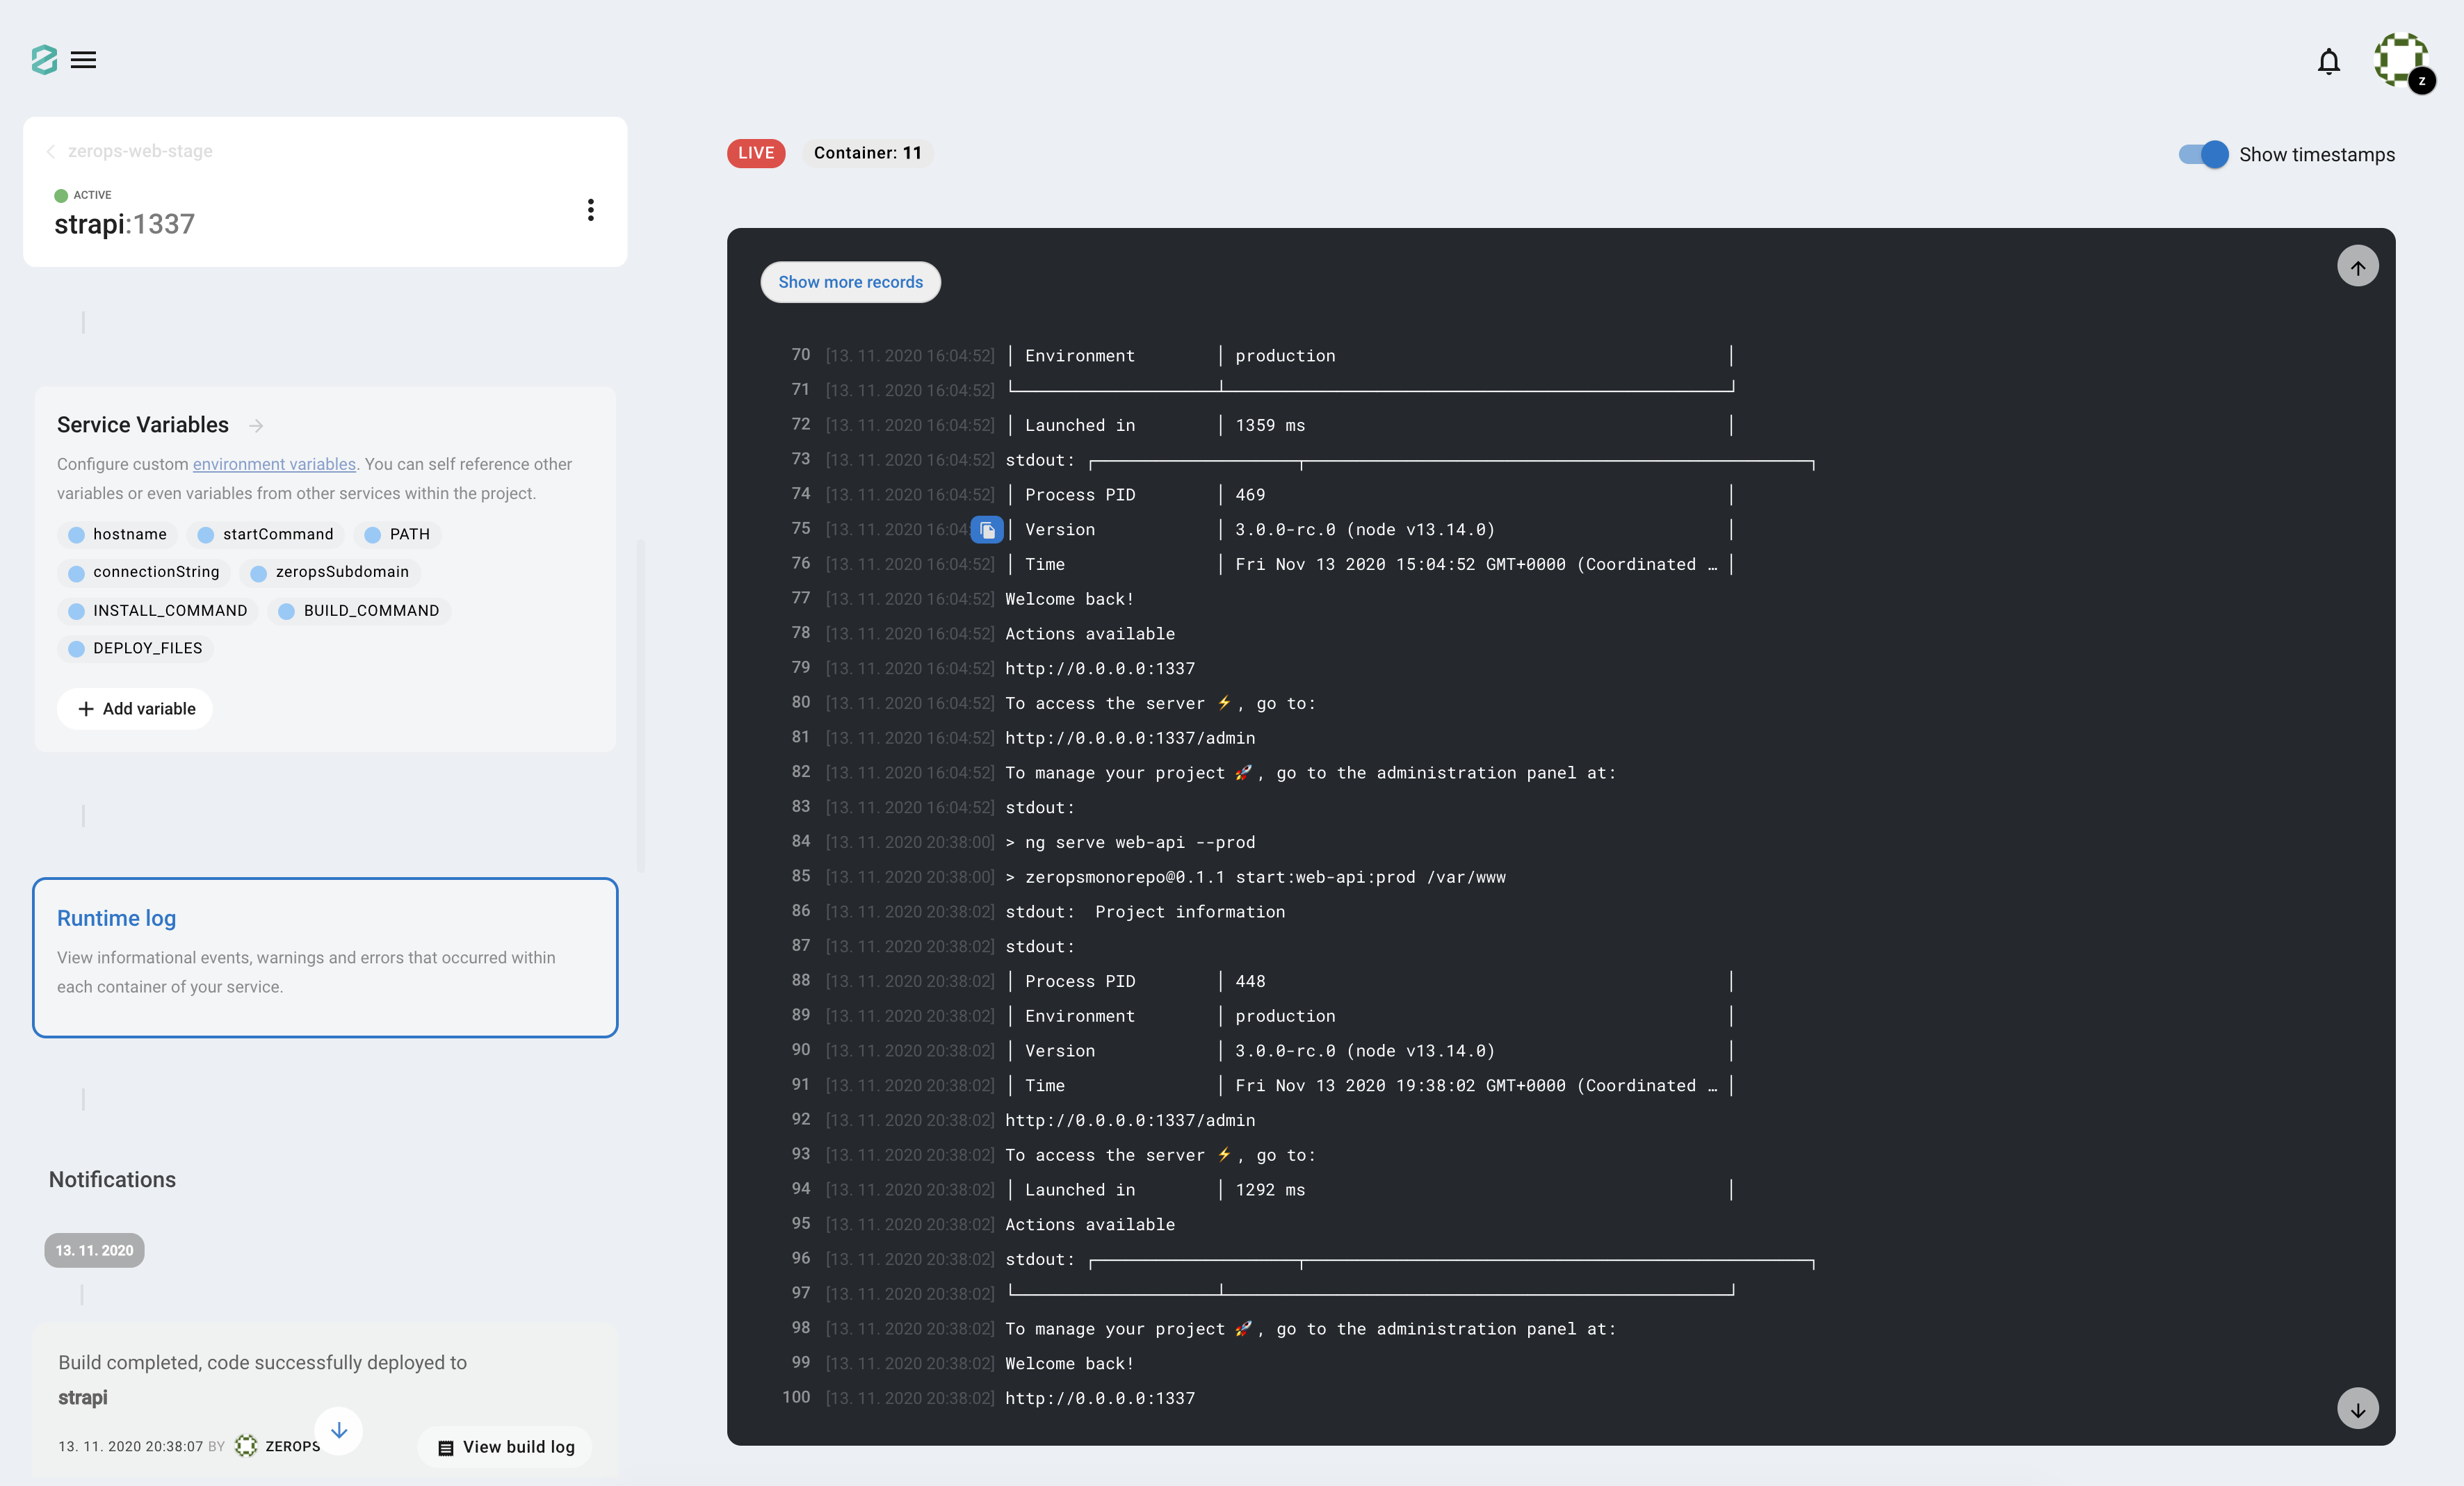 z
zerops-web-stage
ACTIVE
strapi:1337
Service Variables
Configure custom environment variables. You can self reference other
variables or even variables from other services within the project.
hostname startCommand PATH
connectionString zeropsSubdomain
INSTALL_COMMAND BUILD_COMMAND
DEPLOY_FILES
+ Add variable
Runtime log
View informational events, warnings and errors that occurred within
each container of your service.
Notifications
13. 11. 2020
Build completed, code successfully deployed to
strapi
13. 11. 2020 20:38:07 BY ZEROPS
View build log
LIVE Container: 11
Show timestamps
Show more records
70 [13. 11. 2020 16:04:52] │ Environment │ production │
71 [13. 11. 2020 16:04:52]
72 [13. 11. 2020 16:04:52] │ Launched in │ 1359 ms │
73 [13. 11. 2020 16:04:52] stdout:
74 [13. 11. 2020 16:04:52] │ Process PID │ 469 │
75 [13. 11. 2020 16:04: │ Version │ 3.0.0-rc.0 (node v13.14.0) │
76 [13. 11. 2020 16:04:52] │ Time │ Fri Nov 13 2020 15:04:52 GMT+0000 (Coordinated … │
77 [13. 11. 2020 16:04:52] Welcome back!
78 [13. 11. 2020 16:04:52] Actions available
79 [13. 11. 2020 16:04:52] http://0.0.0.0:1337
80 [13. 11. 2020 16:04:52] To access the server ⚡, go to:
81 [13. 11. 2020 16:04:52] http://0.0.0.0:1337/admin
82 [13. 11. 2020 16:04:52] To manage your project 🚀, go to the administration panel at:
83 [13. 11. 2020 16:04:52] stdout:
84 [13. 11. 2020 20:38:00] > ng serve web-api --prod
85 [13. 11. 2020 20:38:00] > zeropsmonorepo@0.1.1 start:web-api:prod /var/www
86 [13. 11. 2020 20:38:02] stdout: Project information
87 [13. 11. 2020 20:38:02] stdout:
88 [13. 11. 2020 20:38:02] │ Process PID │ 448 │
89 [13. 11. 2020 20:38:02] │ Environment │ production │
90 [13. 11. 2020 20:38:02] │ Version │ 3.0.0-rc.0 (node v13.14.0) │
91 [13. 11. 2020 20:38:02] │ Time │ Fri Nov 13 2020 19:38:02 GMT+0000 (Coordinated … │
92 [13. 11. 2020 20:38:02] http://0.0.0.0:1337/admin
93 [13. 11. 2020 20:38:02] To access the server ⚡, go to:
94 [13. 11. 2020 20:38:02] │ Launched in │ 1292 ms │
95 [13. 11. 2020 20:38:02] Actions available
96 [13. 11. 2020 20:38:02] stdout:
97 [13. 11. 2020 20:38:02]
98 [13. 11. 2020 20:38:02] To manage your project 🚀, go to the administration panel at:
99 [13. 11. 2020 20:38:02] Welcome back!
100 [13. 11. 2020 20:38:02] http://0.0.0.0:1337